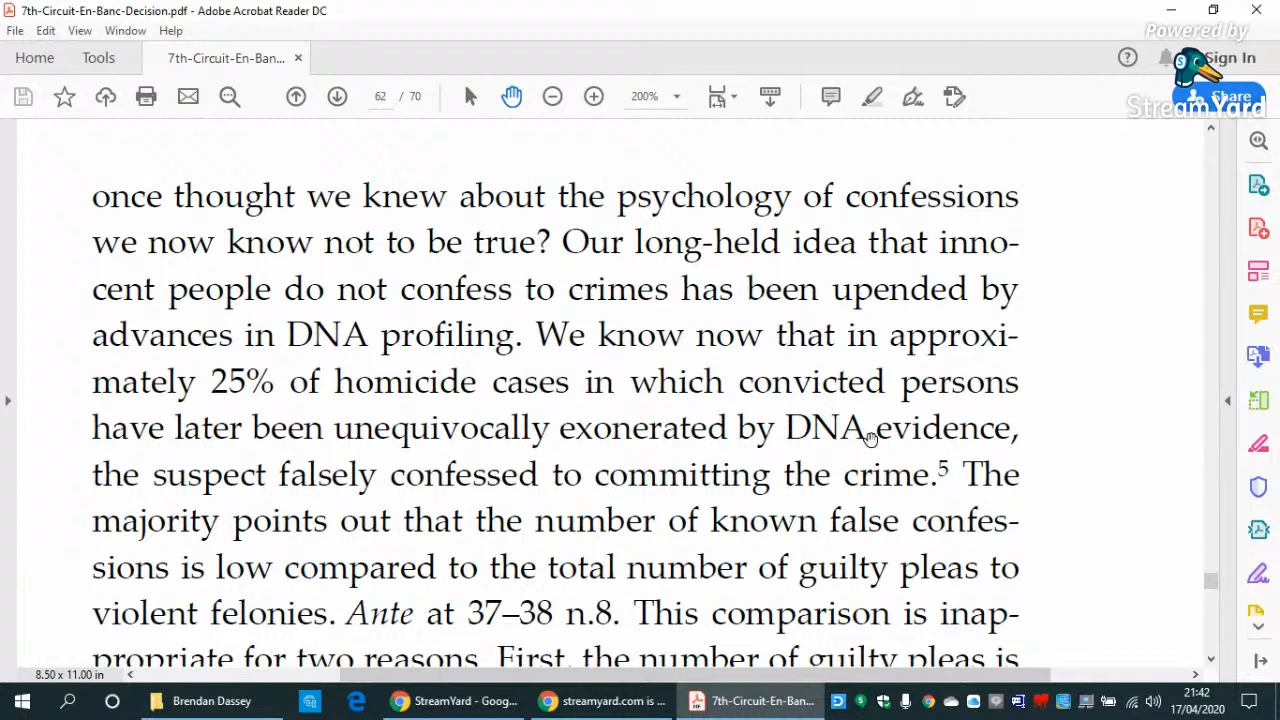 7th-Circuit-En-Banc-Decision.pdf - Adobe Acrobat Reader DC
Powered by
File Edit View Window Help
Home Tools 7th-Circuit-En-Ban... × Sign In
62 / 70 200% Share
StreamYard
once thought we knew about the psychology of confessions
we now know not to be true? Our long-held idea that inno-
cent people do not confess to crimes has been upended by
advances in DNA profiling. We know now that in approxi-
mately 25% of homicide cases in which convicted persons
have later been unequivocally exonerated by DNA evidence,
the suspect falsely confessed to committing the crime.5 The
majority points out that the number of known false confes-
sions is low compared to the total number of guilty pleas to
violent felonies. Ante at 37–38 n.8. This comparison is inap-
propriate for two reasons. First, the number of guilty pleas is
8.50 x 11.00 in
Brendan Dassey StreamYard - Goog... streamyard.com is ... 7th-Circuit-En-Ban... 21:42
17/04/2020